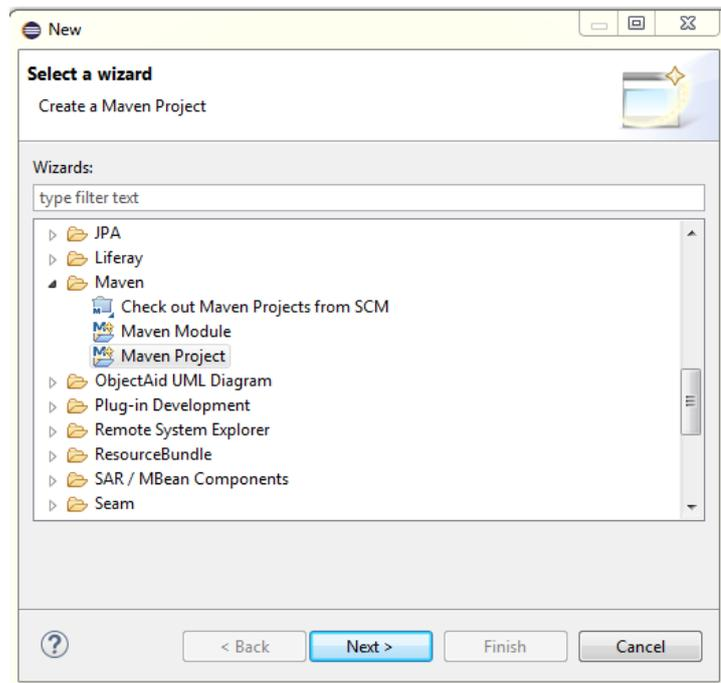 New
Select a wizard
Create a Maven Project
Wizards:
type filter text
JPA
Liferay
Maven
Check out Maven Projects from SCM
Maven Module
Maven Project
ObjectAid UML Diagram
Plug-in Development
Remote System Explorer
ResourceBundle
SAR / MBean Components
Seam
? < Back Next > Finish Cancel